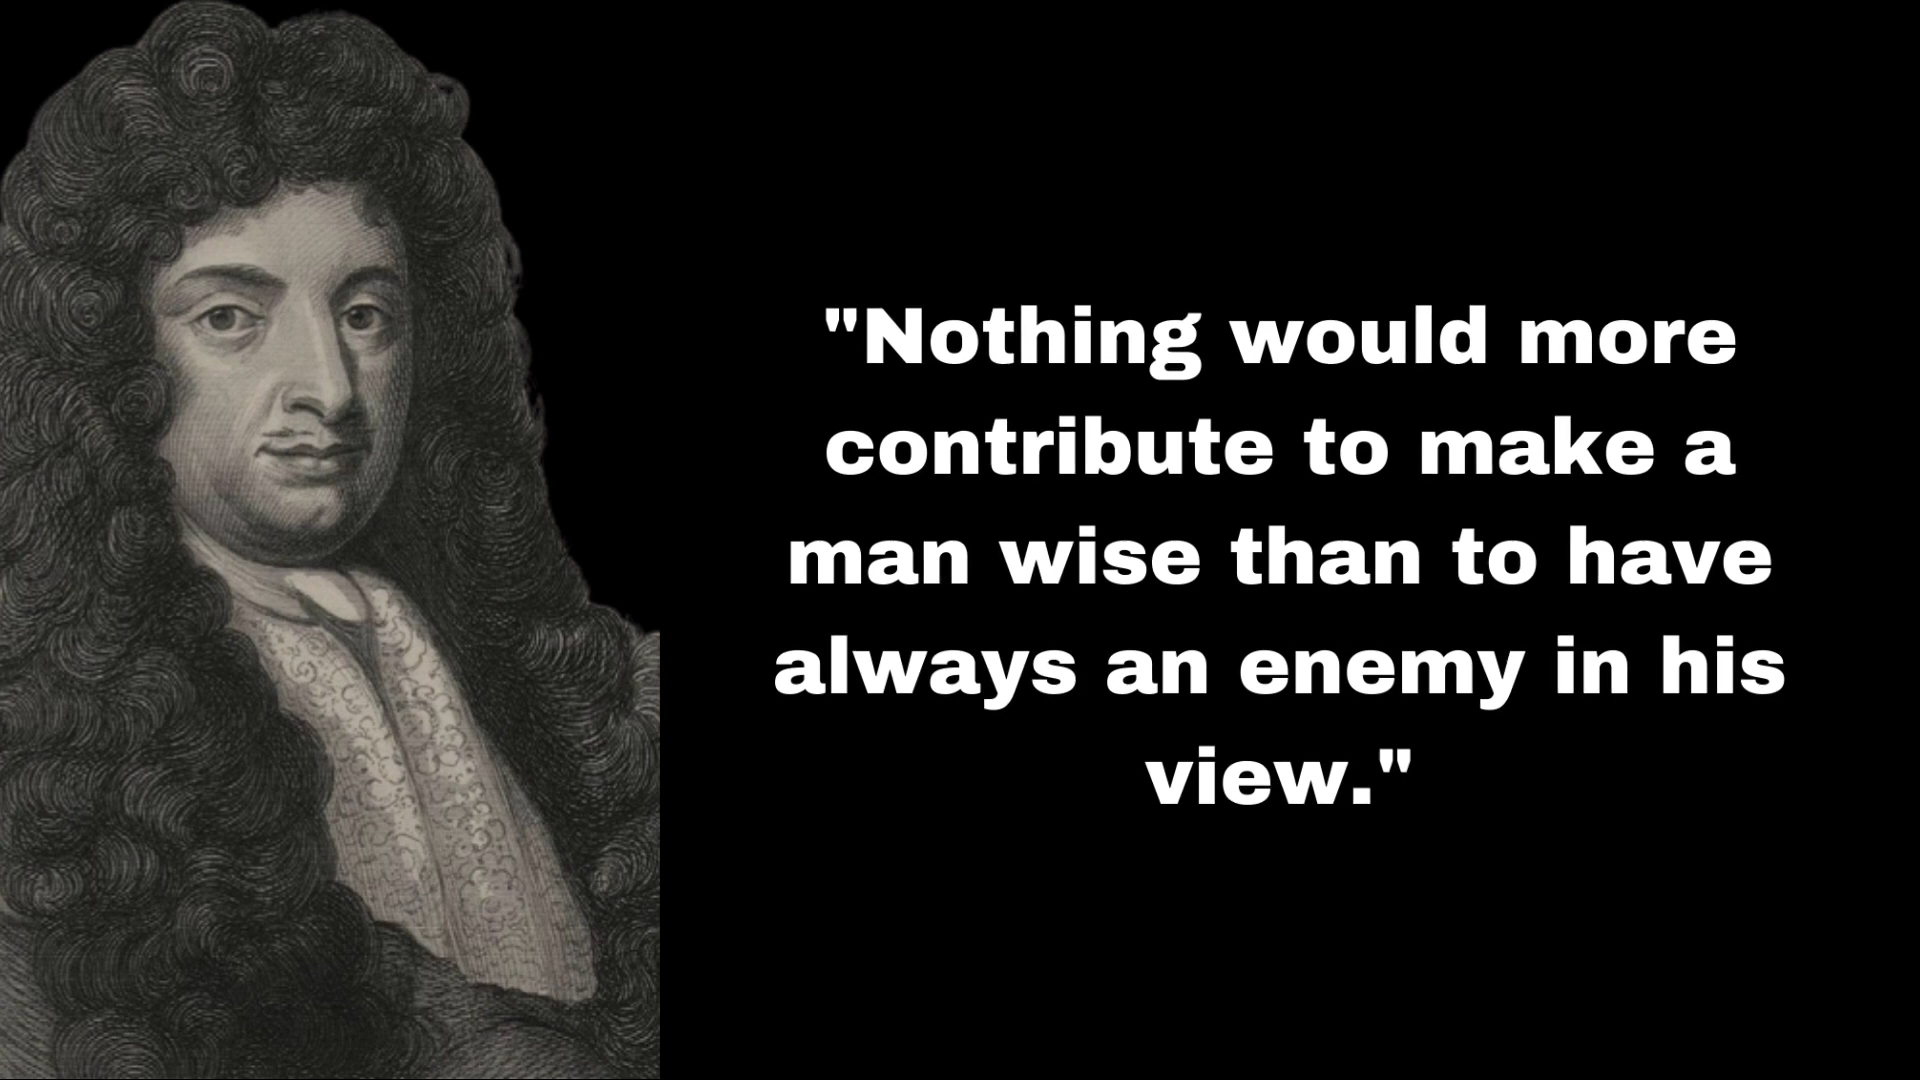 "Nothing would more
contribute to make a
man wise than to have
always an enemy in his
view."